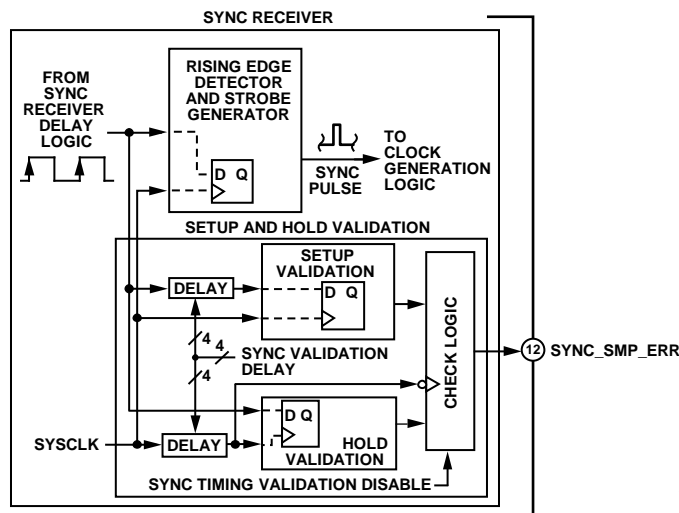 SYNC RECEIVER
FROM
SYNC
RECEIVER
DELAY
LOGIC
RISING EDGE
DETECTOR
AND STROBE
GENERATOR
D Q
SYNC
PULSE
TO
CLOCK
GENERATION
LOGIC
SETUP AND HOLD VALIDATION
DELAY
SETUP
VALIDATION
D Q
4
4
4
SYNC VALIDATION
DELAY
CHECK LOGIC
12 SYNC_SMP_ERR
SYSCLK
DELAY
D Q
HOLD
VALIDATION
SYNC TIMING VALIDATION DISABLE